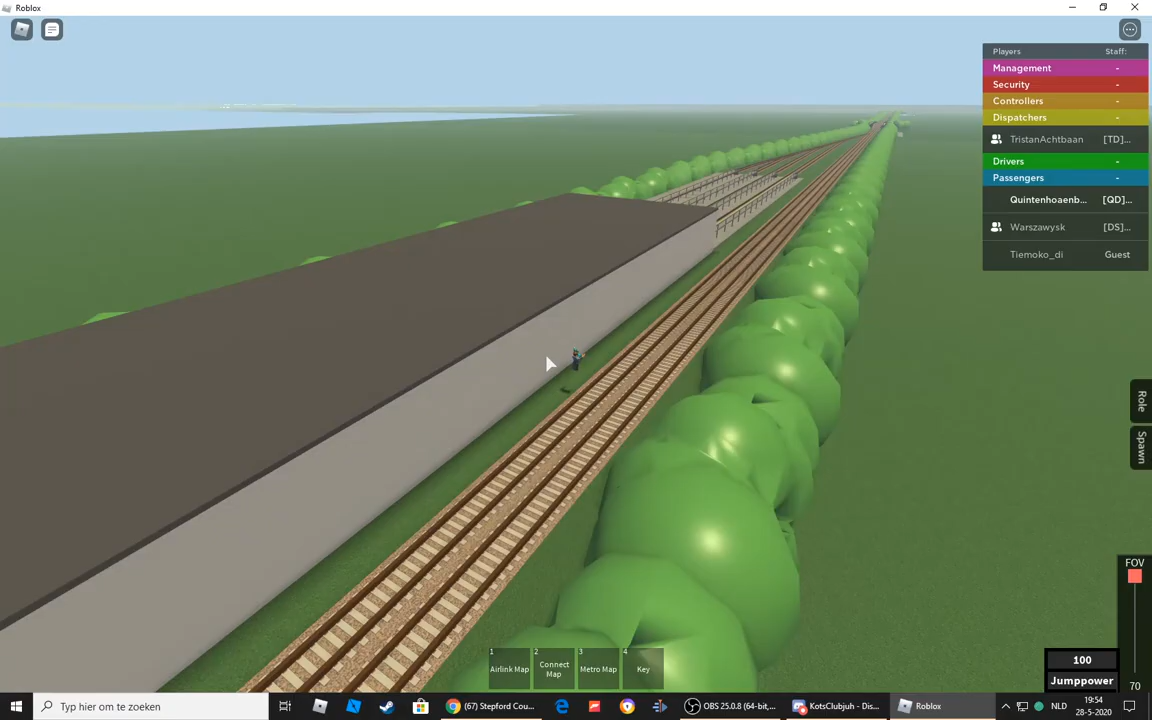 Roblox
Players Staff:
Management -
Security -
Controllers -
Dispatchers -
TristanAchtbaan [TD]...
Drivers -
Passengers -
Quintenhoaenb... [QD]...
Warszawysk [DS]...
Tiemoko_di Guest
Role
Spawn
FOV
70
100
Jumppower
1 Airlink Map
2 Connect Map
3 Metro Map
4 Key
Typ hier om te zoeken
(67) Stepford Cou...
OBS 25.0.8 (64-bit,...
KotsClubjuh - Dis...
Roblox
NLD
19:54
28-5-2020